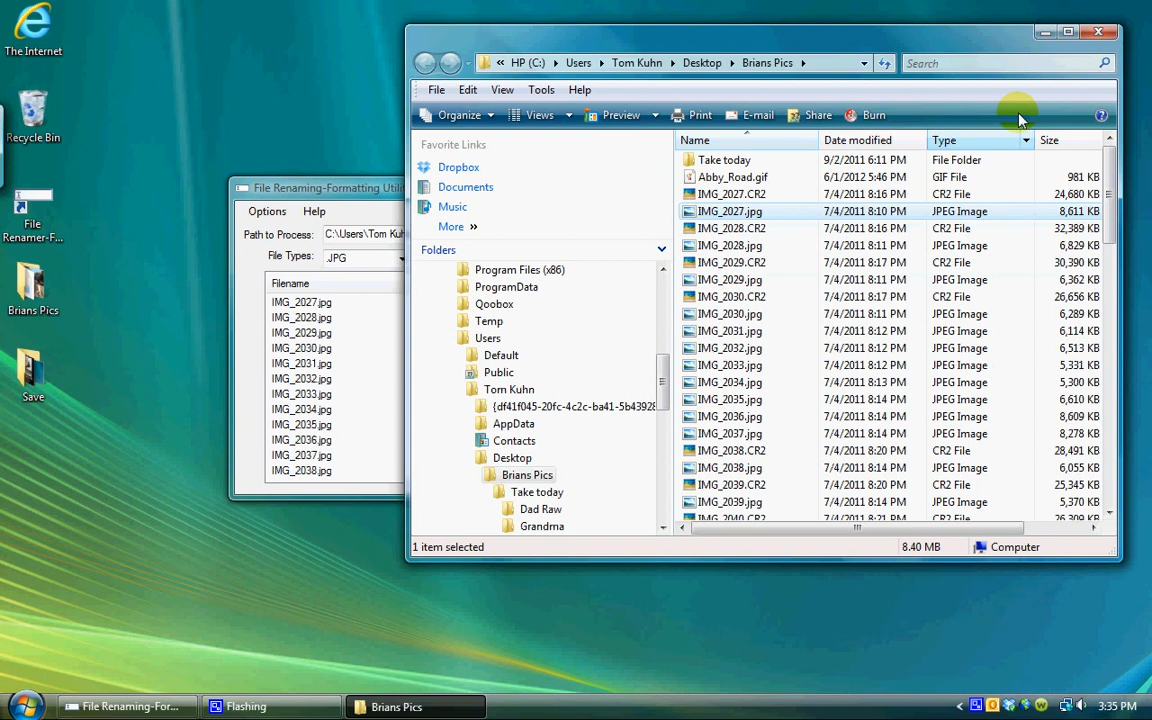 The Internet
Recycle Bin
File
Renamer-F...
Brians Pics
Save
File Renaming-Formatting Utili
Options Help
Path to Process: C:\Users\Tom Kuh
File Types: .JPG
Filename
IMG_2027.jpg
IMG_2028.jpg
IMG_2029.jpg
IMG_2030.jpg
IMG_2031.jpg
IMG_2032.jpg
IMG_2033.jpg
IMG_2034.jpg
IMG_2035.jpg
IMG_2036.jpg
IMG_2037.jpg
IMG_2038.jpg
« HP (C:) Users Tom Kuhn Desktop Brians Pics
Search
File Edit View Tools Help
Organize Views Preview Print E-mail Share Burn
Favorite Links
Dropbox
Documents
Music
More »
Folders
Program Files (x86)
ProgramData
Qoobox
Temp
Users
Default
Public
Tom Kuhn
{df41f045-20fc-4c2c-ba41-5b43928
AppData
Contacts
Desktop
Brians Pics
Take today
Dad Raw
Grandma
Name Date modified Type Size
Take today 9/2/2011 6:11 PM File Folder
Abby_Road.gif 6/1/2012 5:46 PM GIF File 981 KB
IMG_2027.CR2 7/4/2011 8:16 PM CR2 File 24,680 KB
IMG_2027.jpg 7/4/2011 8:10 PM JPEG Image 8,611 KB
IMG_2028.CR2 7/4/2011 8:16 PM CR2 File 32,389 KB
IMG_2028.jpg 7/4/2011 8:11 PM JPEG Image 6,829 KB
IMG_2029.CR2 7/4/2011 8:17 PM CR2 File 30,390 KB
IMG_2029.jpg 7/4/2011 8:11 PM JPEG Image 6,362 KB
IMG_2030.CR2 7/4/2011 8:17 PM CR2 File 26,656 KB
IMG_2030.jpg 7/4/2011 8:11 PM JPEG Image 6,289 KB
IMG_2031.jpg 7/4/2011 8:12 PM JPEG Image 6,114 KB
IMG_2032.jpg 7/4/2011 8:12 PM JPEG Image 6,513 KB
IMG_2033.jpg 7/4/2011 8:12 PM JPEG Image 5,331 KB
IMG_2034.jpg 7/4/2011 8:13 PM JPEG Image 5,300 KB
IMG_2035.jpg 7/4/2011 8:14 PM JPEG Image 6,610 KB
IMG_2036.jpg 7/4/2011 8:14 PM JPEG Image 8,609 KB
IMG_2037.jpg 7/4/2011 8:14 PM JPEG Image 8,278 KB
IMG_2038.CR2 7/4/2011 8:20 PM CR2 File 28,491 KB
IMG_2038.jpg 7/4/2011 8:14 PM JPEG Image 6,055 KB
IMG_2039.CR2 7/4/2011 8:20 PM CR2 File 25,345 KB
IMG_2039.jpg 7/4/2011 8:14 PM JPEG Image 5,370 KB
IMG_2040.CR2 7/4/2011 8:21 PM CR2 File 26,309 KB
1 item selected 8.40 MB Computer
File Renaming-For... Flashing Brians Pics 3:35 PM